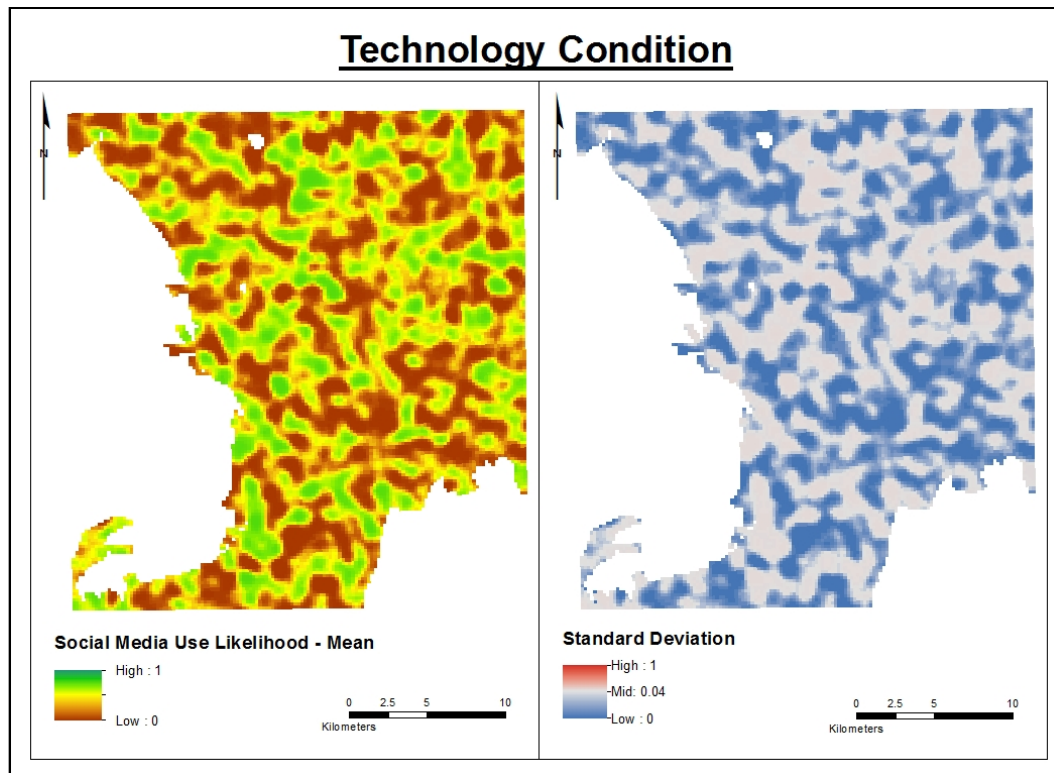 Technology Condition
N
N
Social Media Use Likelihood - Mean
High : 1
Low : 0
0 2.5 5 10
Kilometers
Standard Deviation
High : 1
Mid: 0.04
Low : 0
0 2.5 5 10
Kilometers